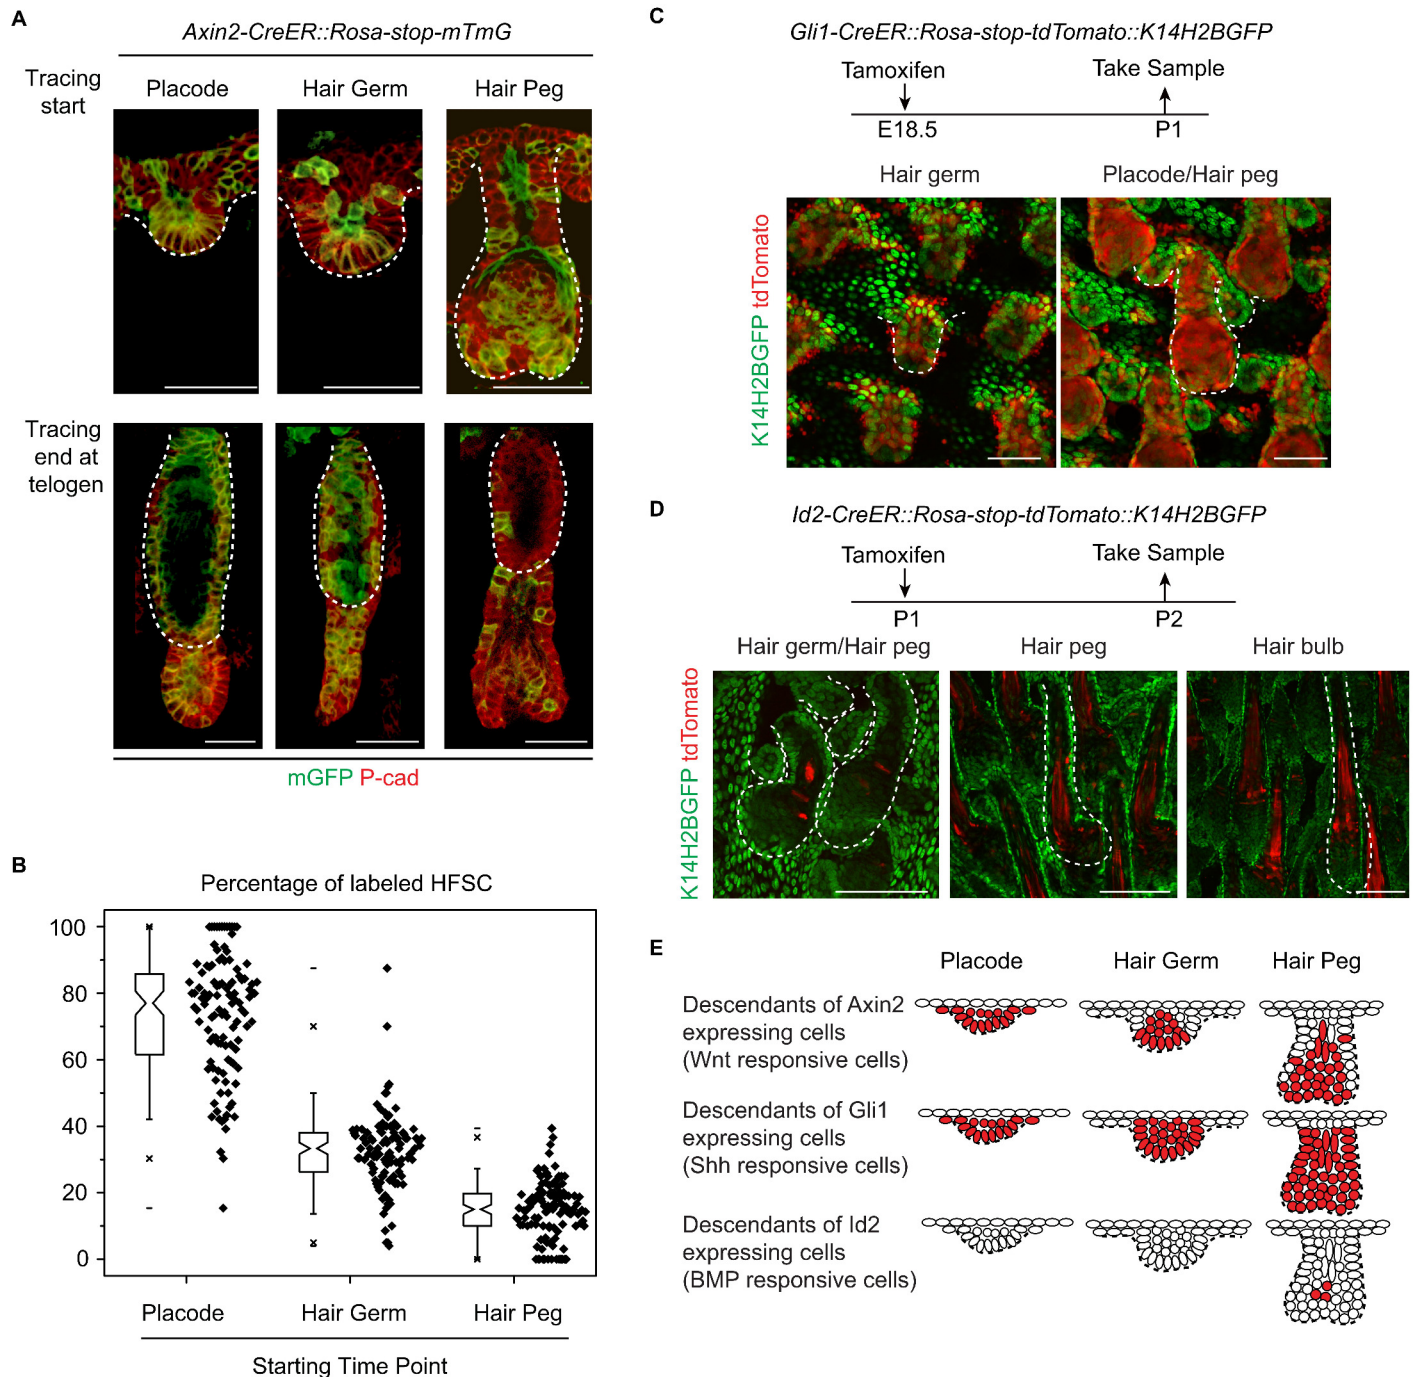 A
Axin2-CreER::Rosa-stop-mTmG
Tracing
start
Placode
Hair Germ
Hair Peg
Tracing
end at
telogen
mGFP P-cad
B
Percentage of labeled HFSC
100
80
60
40
20
0
Placode
Hair Germ
Hair Peg
Starting Time Point
C
Gli1-CreER::Rosa-stop-tdTomato::K14H2BGFP
Tamoxifen
Take Sample
E18.5
P1
Hair germ
Placode/Hair peg
K14H2BGFP tdTomato
D
Id2-CreER::Rosa-stop-tdTomato::K14H2BGFP
Tamoxifen
Take Sample
P1
P2
Hair germ/Hair peg
Hair peg
Hair bulb
K14H2BGFP tdTomato
E
Placode
Hair Germ
Hair Peg
Descendants of Axin2
expressing cells
(Wnt responsive cells)
Descendants of Gli1
expressing cells
(Shh responsive cells)
Descendants of Id2
expressing cells
(BMP responsive cells)